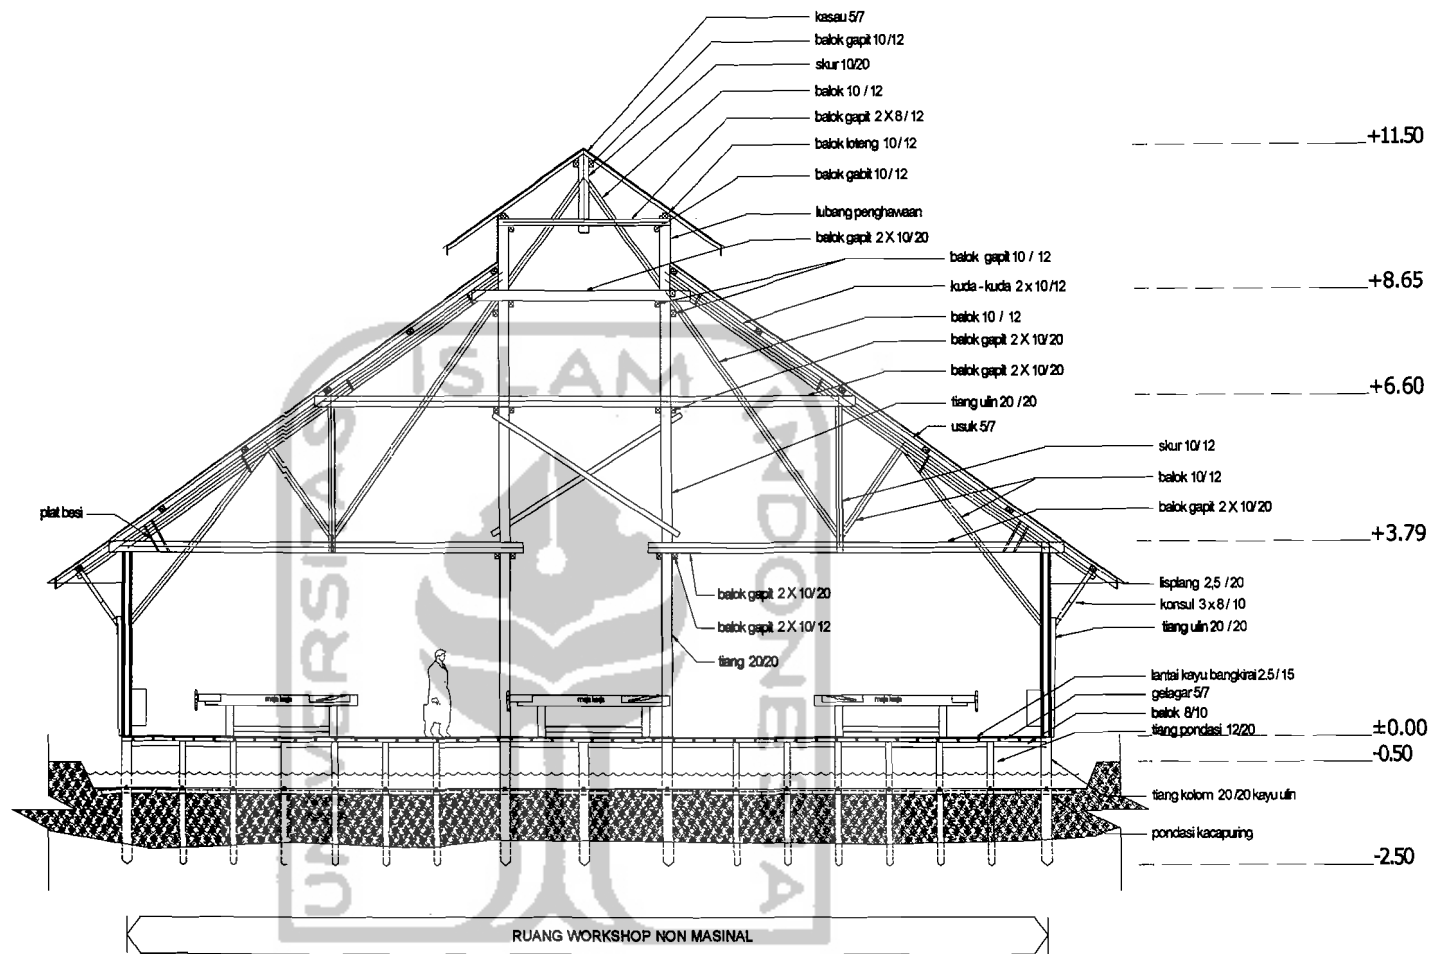 kasau 5/7
balok gapit 10/12
skur 10/20
balok 10 / 12
balok gapit 2 X 8 / 12
balok loteng 10 / 12
balok gabit 10 / 12
lubang penghawaan
balok gapit 2 X 10/ 20
balok gapit 10 / 12
kuda - kuda 2 x 10 /12
balok 10 / 12
balok gapit 2 X 10/ 20
balok gapit 2 X 10/ 20
tiang ulin 20 / 20
usuk 5/7
skur 10/ 12
balok 10/ 12
balok gapit 2 X 10/ 20
plat besi
lisplang 2,5 / 20
konsul 3 x 8 / 10
tiang ulin 20 / 20
balok gapit 2 X 10/ 20
balok gapit 2 X 10/ 12
tiang 20/20
lantai kayu bangkirai 2.5 / 15
gelagar 5/7
balok 8/10
tiang pondasi 12/20
tiang kolom 20 /20 kayu ulin
pondasi kacapuring
+11.50
+8.65
+6.60
+3.79
±0.00
-0.50
-2.50
meja kerja
meja kerja
meja kerja
RUANG WORKSHOP NON MASINAL
UNIVERSITAS
ISLAM
INDONESIA